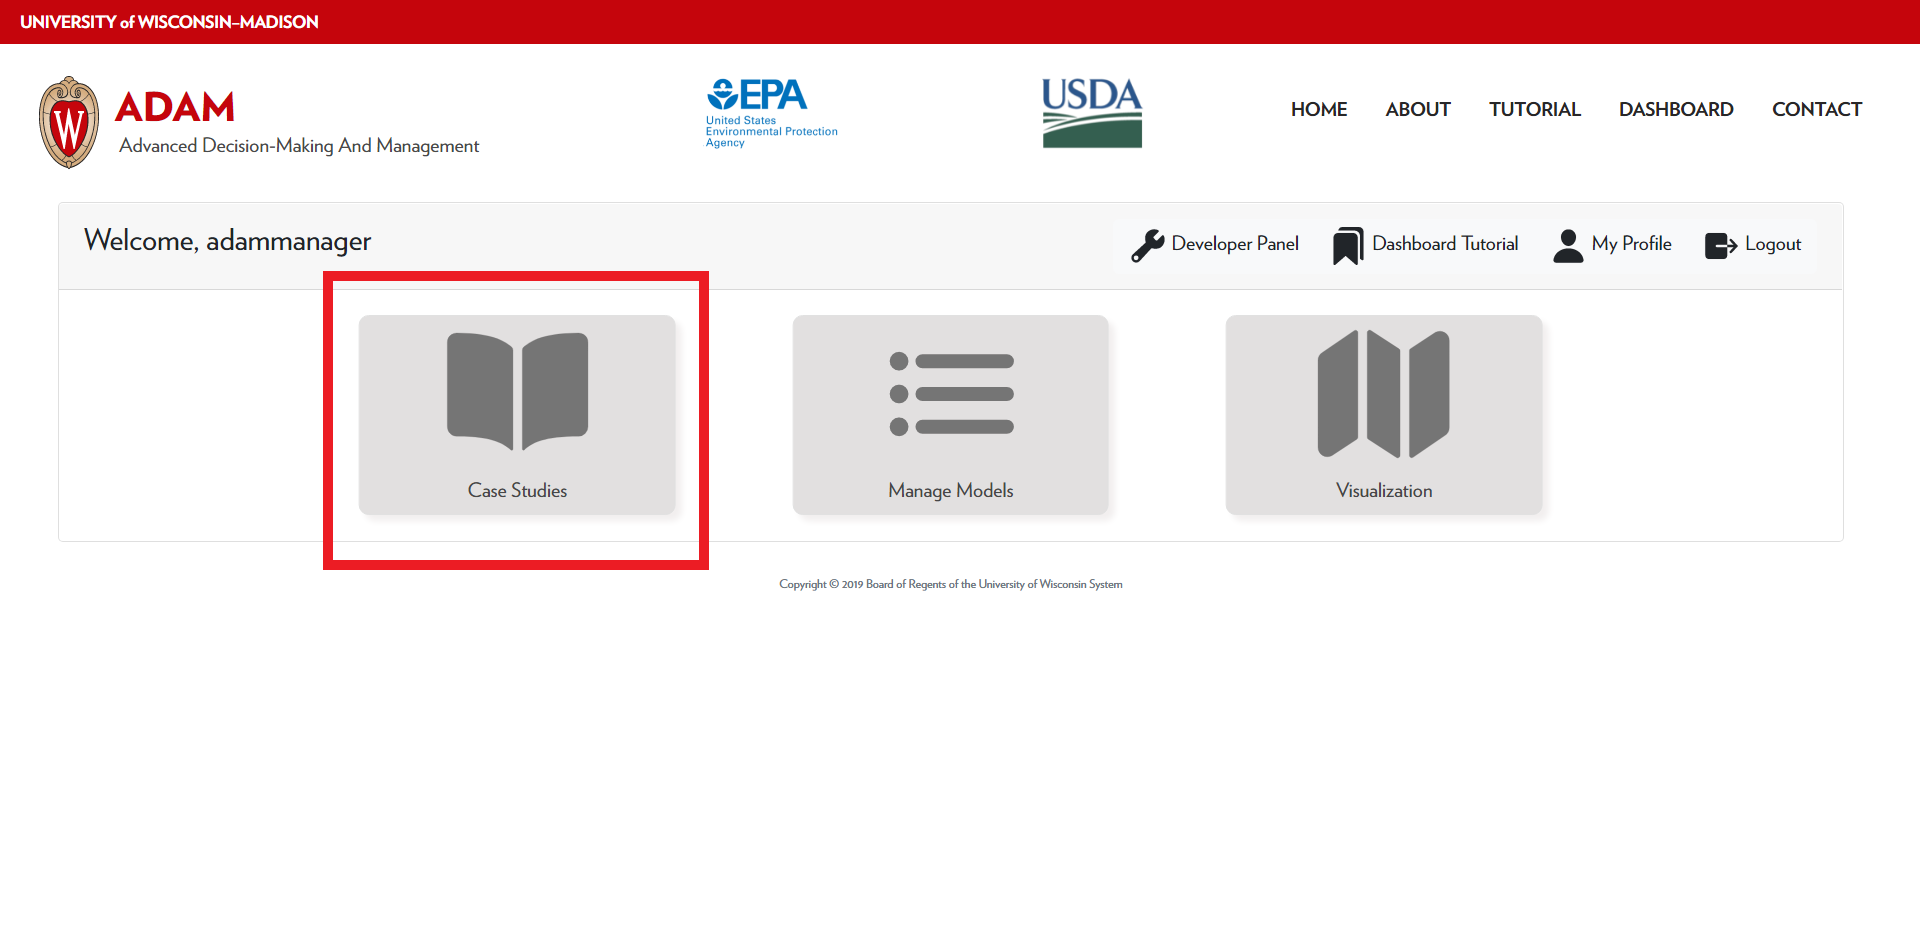 UNIVERSITY of WISCONSIN–MADISON
W
ADAM
Advanced Decision-Making And Management
EPA
United States
Environmental Protection
Agency
USDA
HOME ABOUT TUTORIAL DASHBOARD CONTACT
Welcome, adammanager
Developer Panel Dashboard Tutorial My Profile Logout
Case Studies Manage Models Visualization
Copyright © 2019 Board of Regents of the University of Wisconsin System